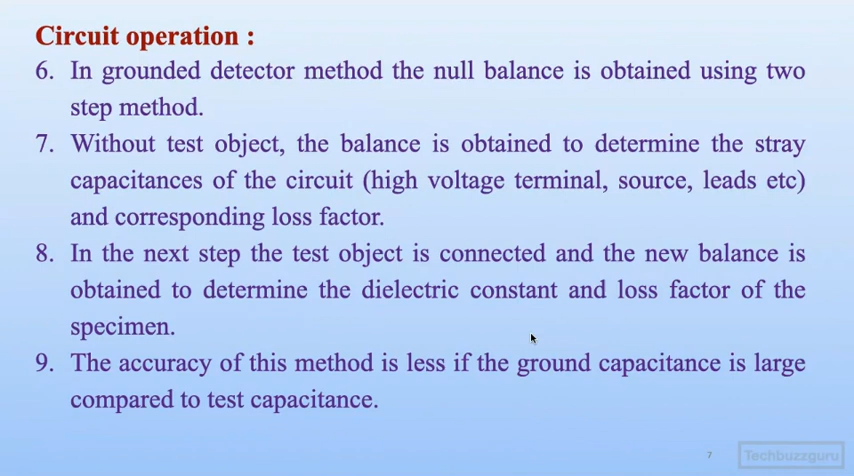 Circuit operation :
6. In grounded detector method the null balance is obtained using two
step method.
7. Without test object, the balance is obtained to determine the stray
capacitances of the circuit (high voltage terminal, source, leads etc)
and corresponding loss factor.
8. In the next step the test object is connected and the new balance is
obtained to determine the dielectric constant and loss factor of the
specimen.
9. The accuracy of this method is less if the ground capacitance is large
compared to test capacitance.
7
Techbuzzguru